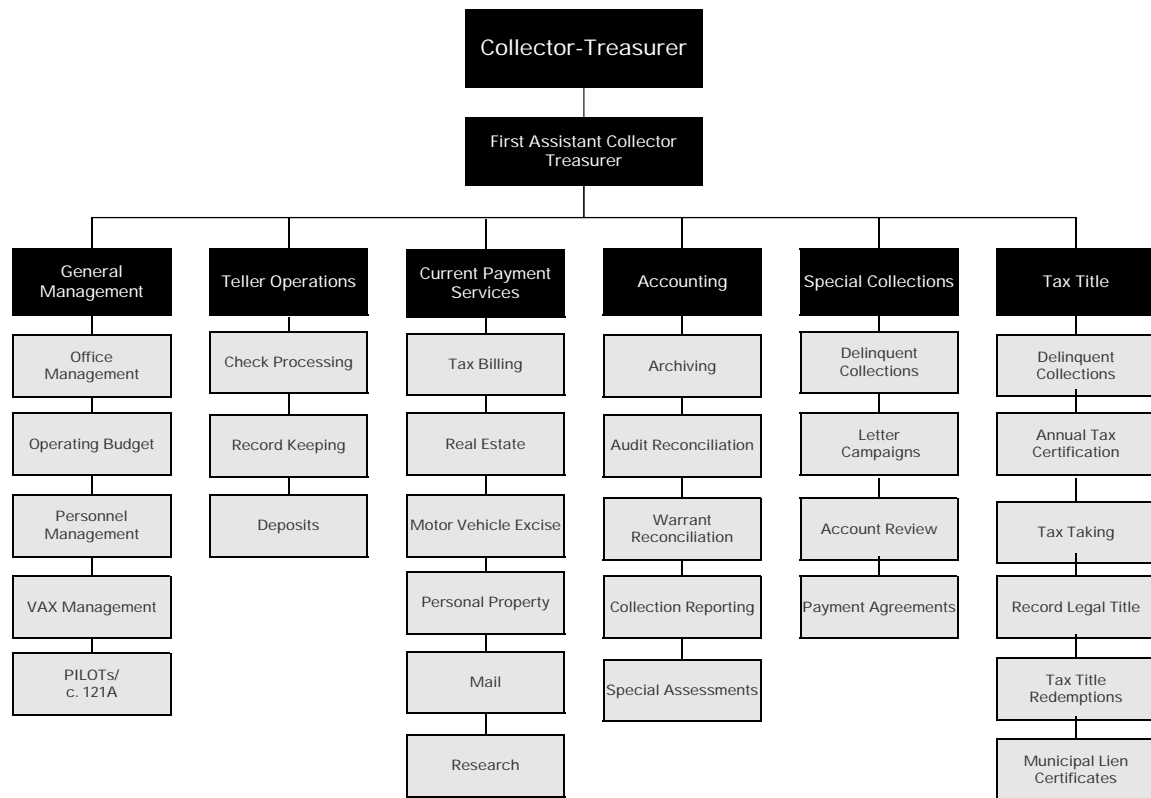 Collector-Treasurer
First Assistant Collector
Treasurer
General
Management
Office
Management
Operating Budget
Personnel
Management
VAX Management
PILOTs/
c. 121A
Teller Operations
Check Processing
Record Keeping
Deposits
Current Payment
Services
Tax Billing
Real Estate
Motor Vehicle Excise
Personal Property
Mail
Research
Accounting
Archiving
Audit Reconciliation
Warrant
Reconciliation
Collection Reporting
Special Assessments
Special Collections
Delinquent
Collections
Letter
Campaigns
Account Review
Payment Agreements
Tax Title
Delinquent
Collections
Annual Tax
Certification
Tax Taking
Record Legal Title
Tax Title
Redemptions
Municipal Lien
Certificates